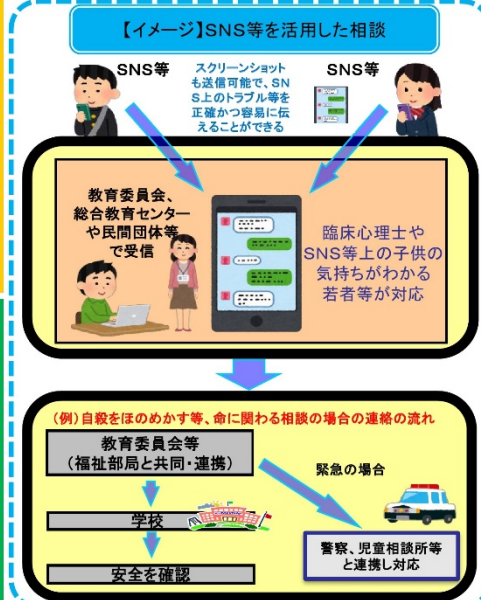 【イメージ】SNS等を活用した相談
SNS等
スクリーンショット
も送信可能で、SN
S上のトラブル等を
正確かつ容易に伝
えることができる
SNS等
教育委員会、
総合教育センター
や民間団体等
で受信
臨床心理士や
SNS等上の子供の
気持ちがわかる
若者等が対応
(例)自殺をほのめかす等、命に関わる相談の場合の連絡の流れ
教育委員会等
(福祉部局と共同・連携)
緊急の場合
学校
警察、児童相談所等
と連携し対応
安全を確認